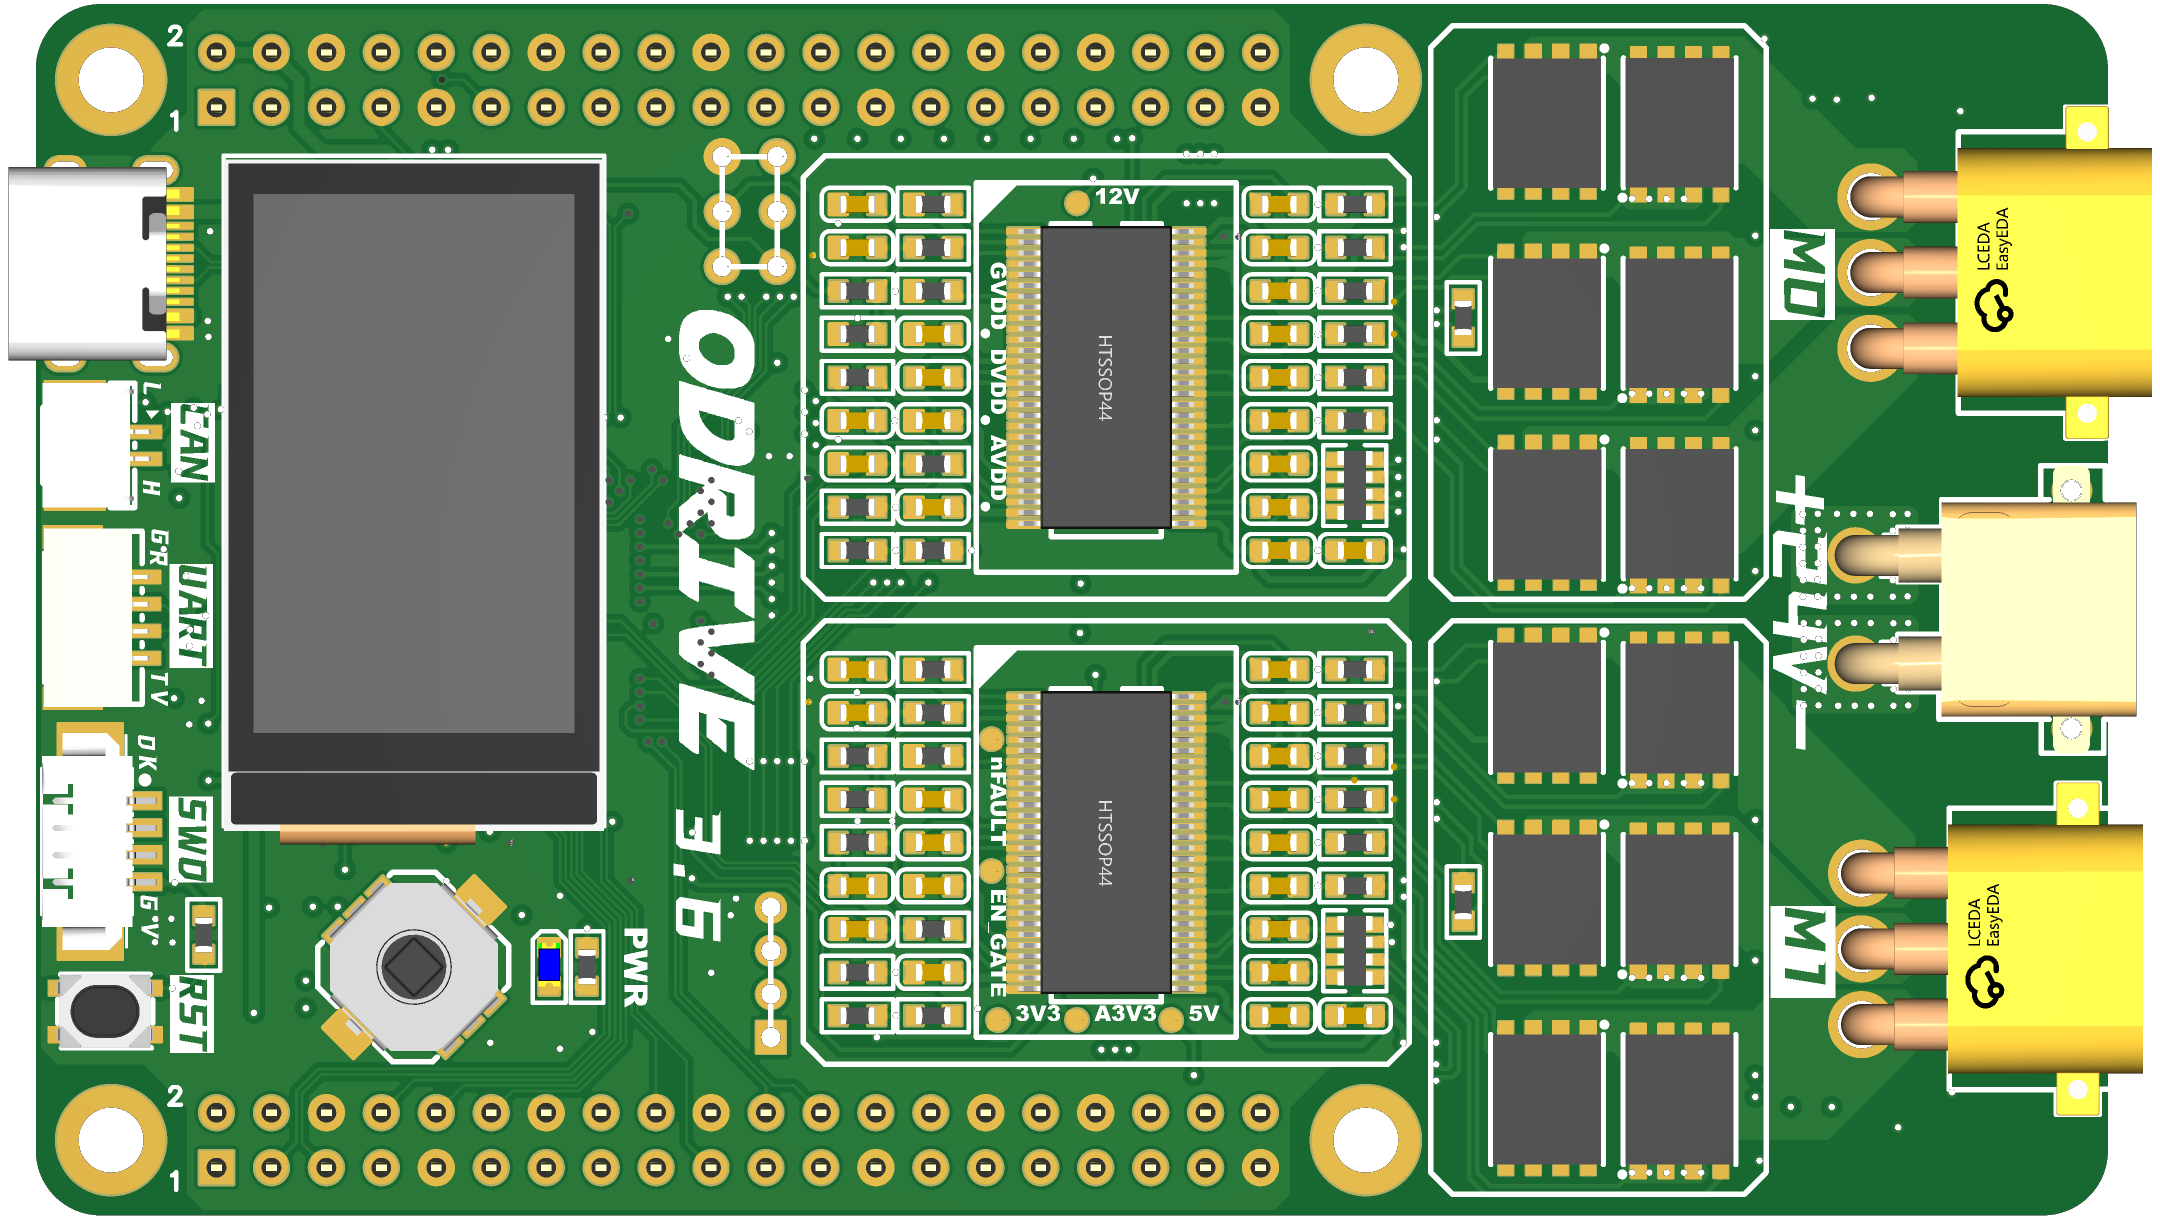 2
1
L
CAN
H
G
R
UART
T
V
D
K
SWD
G
V
RST
PWR
ODRIVE
3.6
12V
GVDD
DVDD
AVDD
HTSSOP44
nFAULT
EN_GATE
HTSSOP44
3V3
A3V3
5V
M0
LCEDA
EasyEDA
+24V-
M1
LCEDA
EasyEDA
2
1